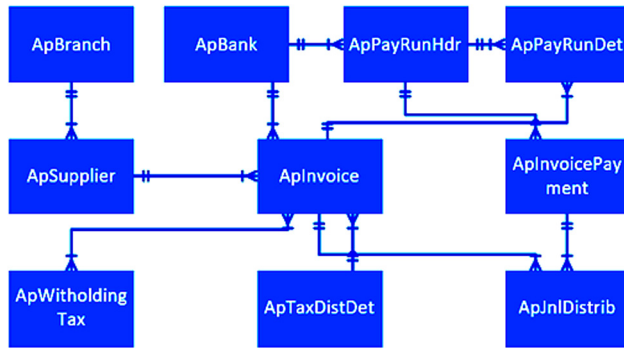 ApBranch
ApBank
ApPayRunHdr
ApPayRunDet
ApSupplier
ApInvoice
ApInvoicePay
ment
ApWitholding
Tax
ApTaxDistDet
ApJnlDistrib